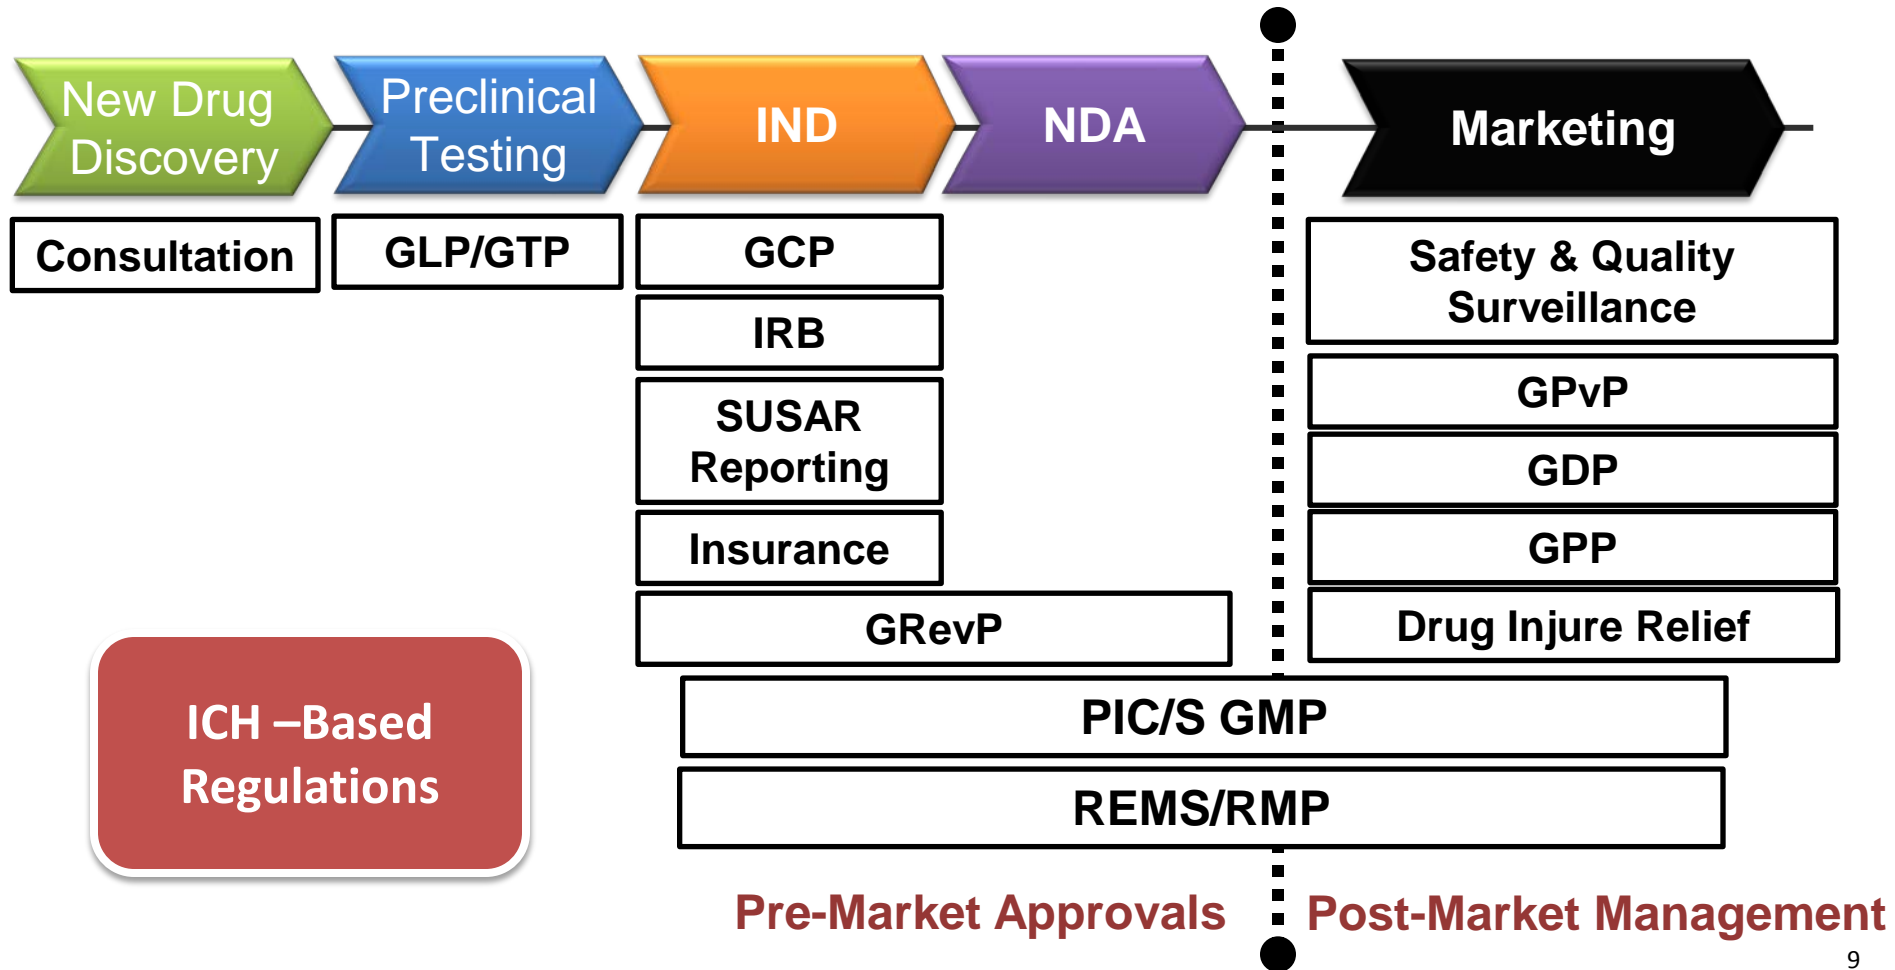 New Drug
Discovery
Preclinical
Testing
IND
NDA
Marketing
Consultation
GLP/GTP
GCP
IRB
SUSAR
Reporting
Insurance
GRevP
Safety & Quality
Surveillance
GPvP
GDP
GPP
Drug Injure Relief
PIC/S GMP
REMS/RMP
ICH –Based
Regulations
Pre-Market Approvals
Post-Market Management
9